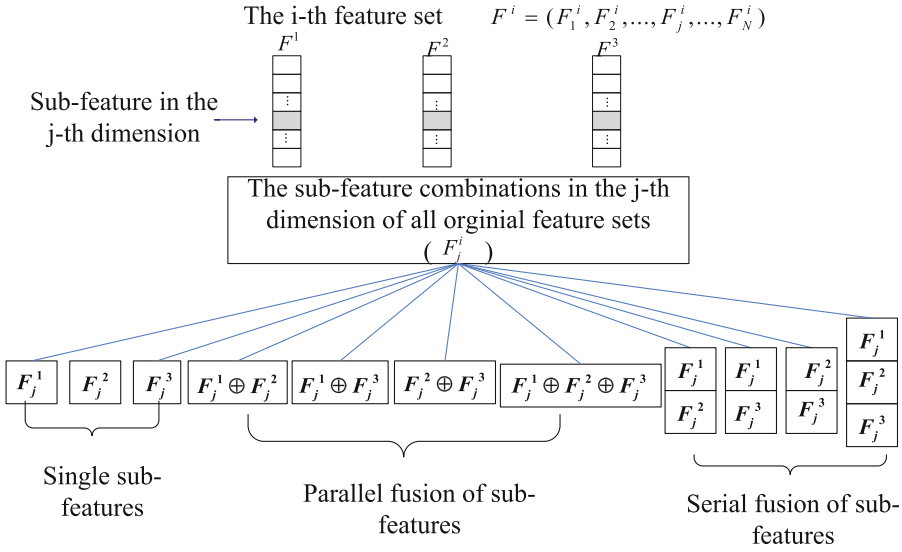 The i-th feature set F^i = (F_1^i, F_2^i, ..., F_j^i, ..., F_N^i)
F^1 F^2 F^3
⋮ ⋮ ⋮
Sub-feature in the
j-th dimension
⋮ ⋮ ⋮
The sub-feature combinations in the j-th
dimension of all orginial feature sets
( F_j^i )
F_j^1 F_j^2 F_j^3 F_j^1 ⊕ F_j^2 F_j^1 ⊕ F_j^3 F_j^2 ⊕ F_j^3 F_j^1 ⊕ F_j^2 ⊕ F_j^3
F_j^1 F_j^1 F_j^2 F_j^1
F_j^2 F_j^3 F_j^3 F_j^2
F_j^3
Single sub-
features
Parallel fusion of sub-
features
Serial fusion of sub-
features